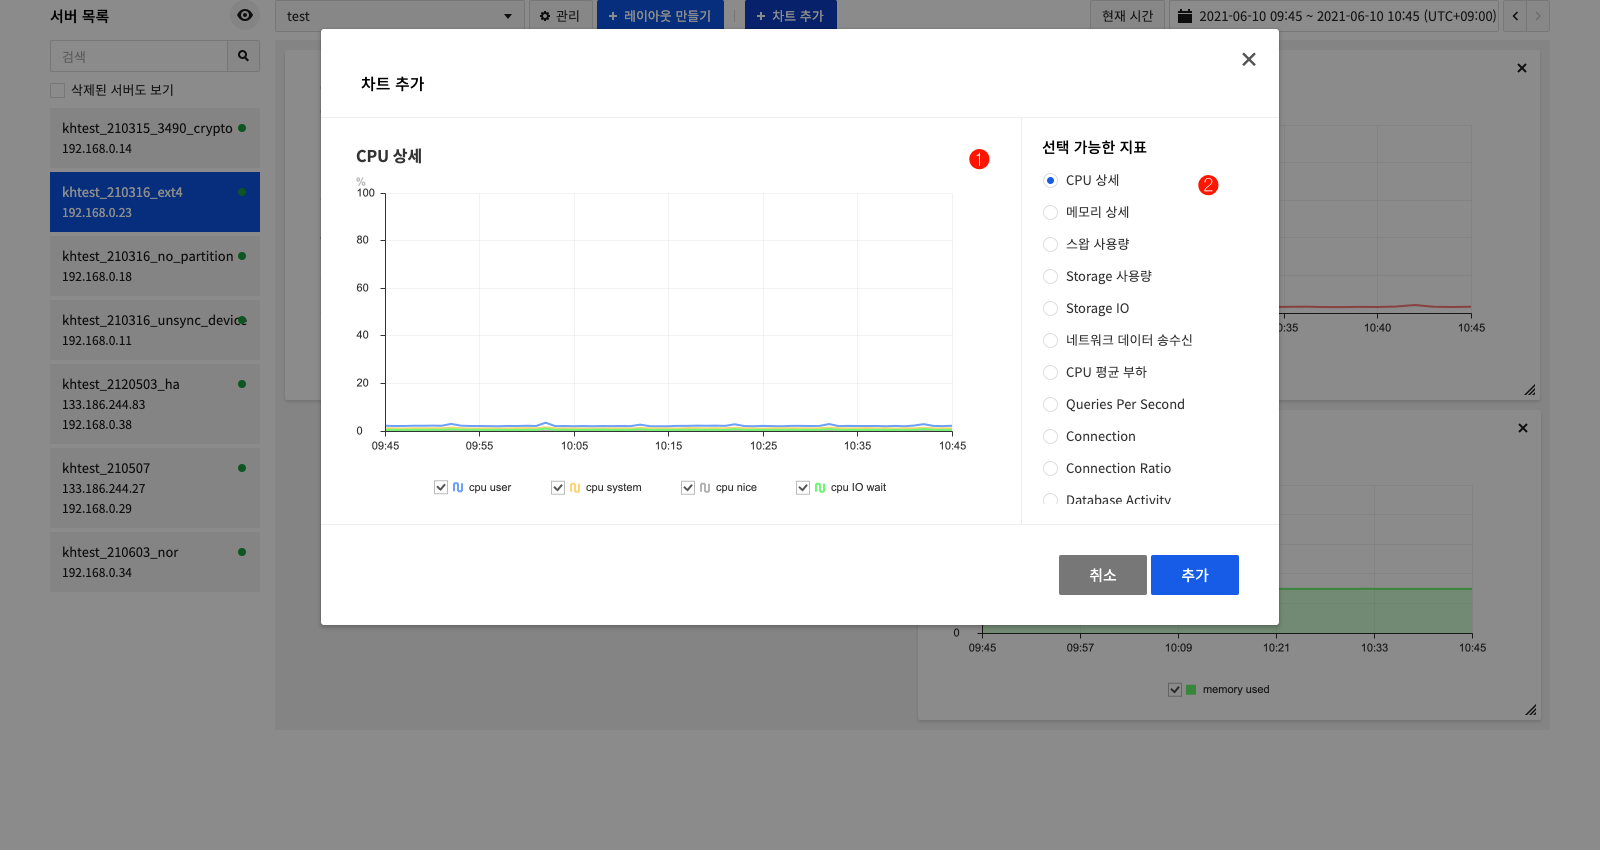 서버 목록
test
관리
+ 레이아웃 만들기
+ 차트 추가
현재 시간
2021-06-10 09:45 ~ 2021-06-10 10:45 (UTC+09:00)
검색
삭제된 서버도 보기
khtest_210315_3490_crypto
192.168.0.14
khtest_210316_ext4
192.168.0.23
khtest_210316_no_partition
192.168.0.18
khtest_210316_unsync_device
192.168.0.11
khtest_2120503_ha
133.186.244.83
192.168.0.38
khtest_210507
133.186.244.27
192.168.0.29
khtest_210603_nor
192.168.0.34
차트 추가
CPU 상세
1
%
100
80
60
40
20
0
09:45 09:55 10:05 10:15 10:25 10:35 10:45
cpu user cpu system cpu nice cpu IO wait
선택 가능한 지표
2
CPU 상세
메모리 상세
스왑 사용량
Storage 사용량
Storage IO
네트워크 데이터 송수신
CPU 평균 부하
Queries Per Second
Connection
Connection Ratio
Database Activity
취소
추가
0:35 10:40 10:45
0
09:45 09:57 10:09 10:21 10:33 10:45
memory used